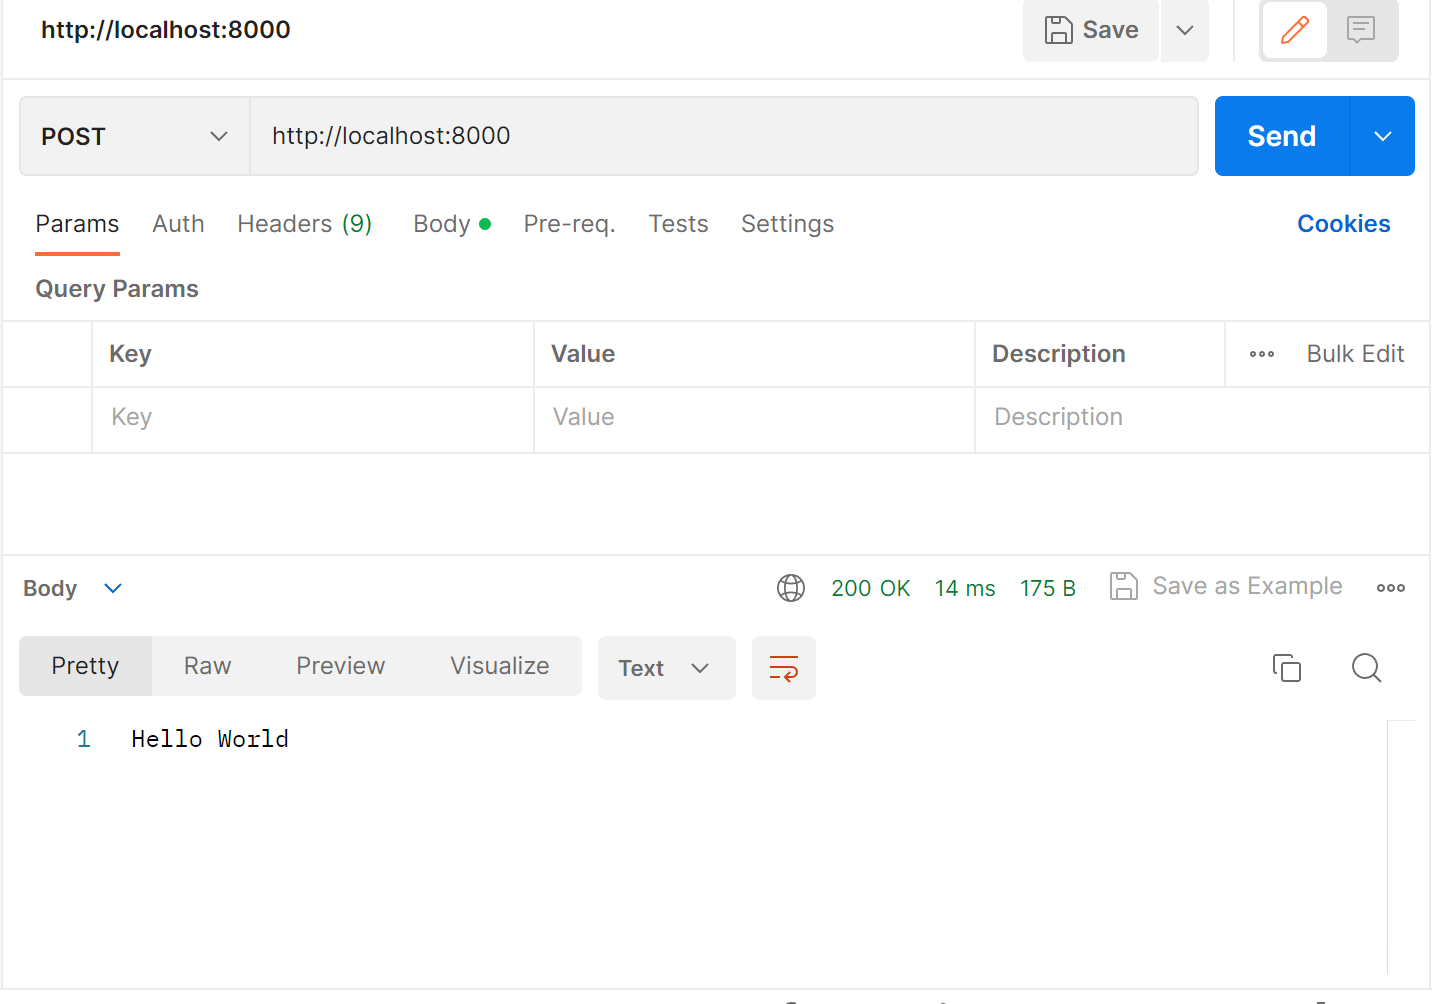 http://localhost:8000 Save
POST http://localhost:8000 Send
Params Auth Headers (9) Body Pre-req. Tests Settings Cookies
Query Params
Key Value Description Bulk Edit
Key Value Description
Body 200 OK 14 ms 175 B Save as Example
Pretty Raw Preview Visualize Text
1 Hello World